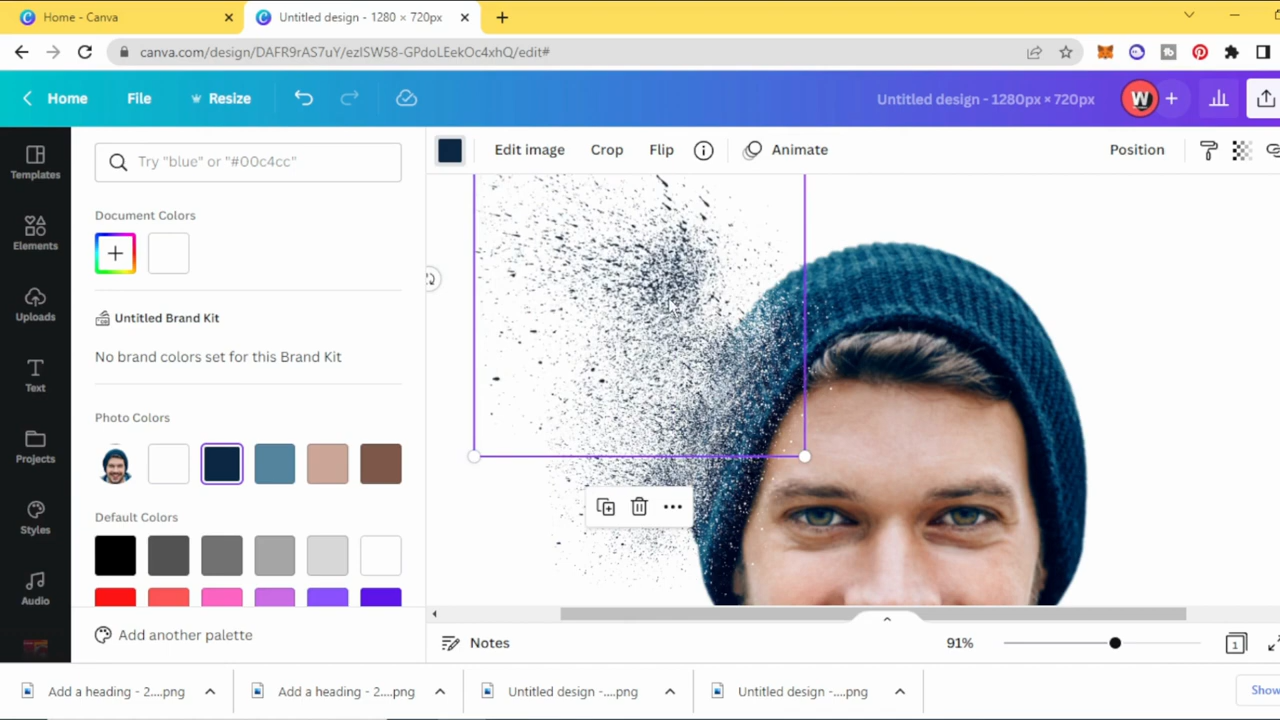 Home - Canva
Untitled design - 1280 × 720px
canva.com/design/DAFR9rAS7uY/ezlSW58-GPdoLEekOc4xhQ/edit#
Home
File
Resize
Untitled design - 1280px × 720px
W
Templates
Elements
Uploads
Text
Projects
Styles
Audio
Try "blue" or "#00c4cc"
Document Colors
Untitled Brand Kit
No brand colors set for this Brand Kit
Photo Colors
Default Colors
Add another palette
Edit image
Crop
Flip
Animate
Position
Notes
91%
1
Add a heading - 2....png
Add a heading - 2....png
Untitled design -....png
Untitled design -....png
Show